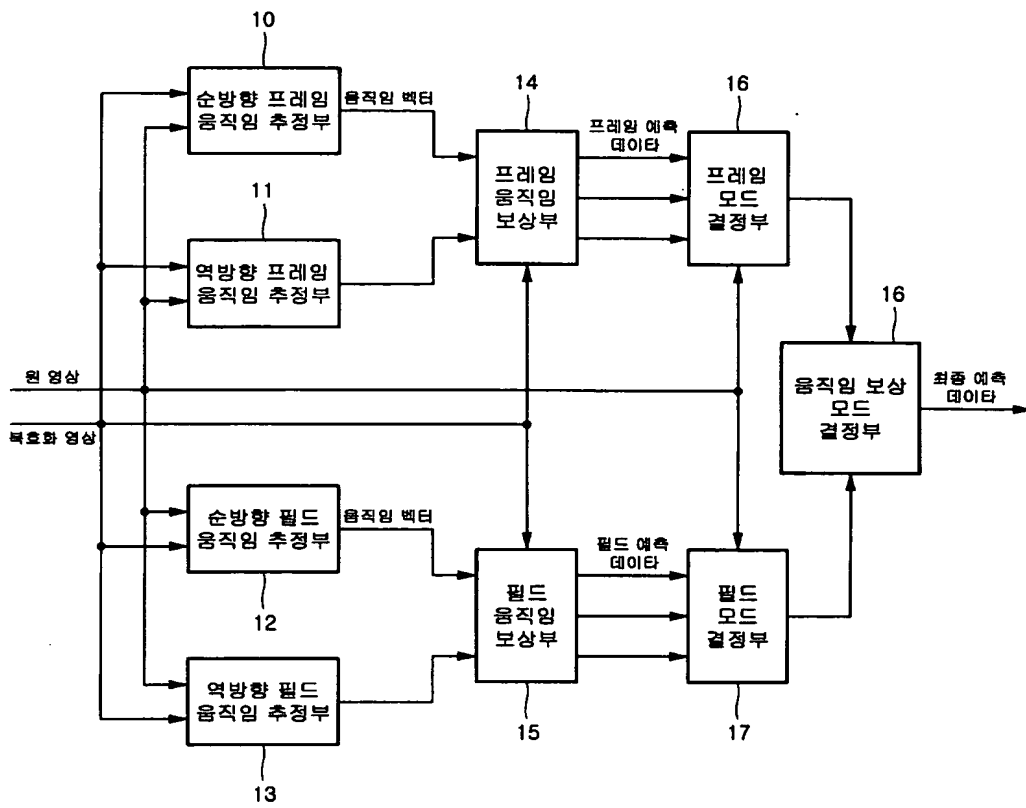 10
순방향 프레임
움직임 추정부
움직임 벡터
14
프레임
움직임
보상부
프레임 예측
데이타
16
프레임
모드
결정부
11
역방향 프레임
움직임 추정부
16
움직임 보상
모드
결정부
최종 예측
데이타
원 영상
복호화 영상
순방향 필드
움직임 추정부
움직임 벡터
12
필드
움직임
보상부
15
필드 예측
데이타
필드
모드
결정부
17
역방향 필드
움직임 추정부
13